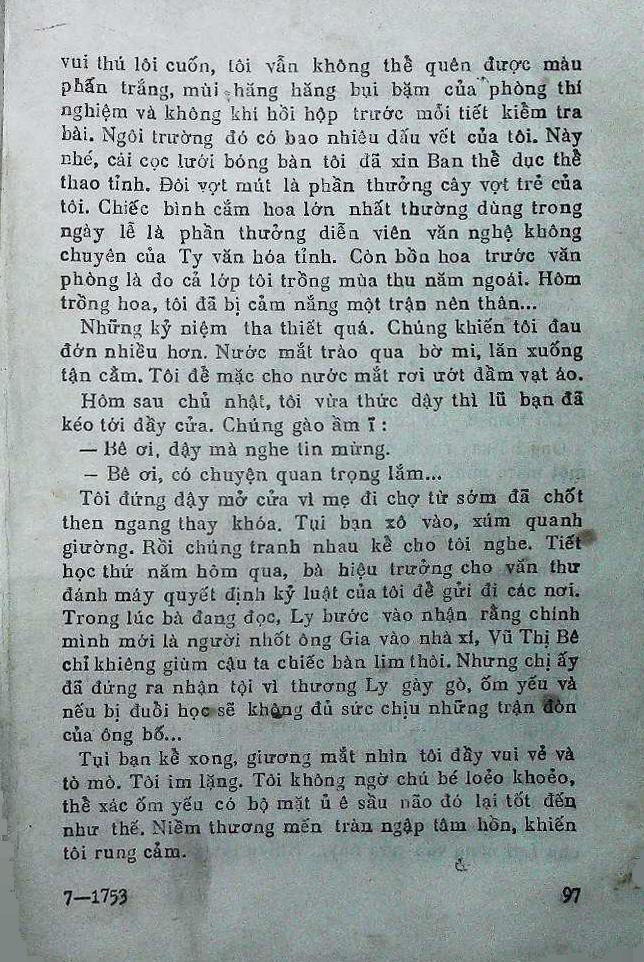 vui thú lôi cuốn, tôi vẫn không thể quên được màu
phấn trắng, mùi hăng hăng bụi bặm của phòng thí
nghiệm và không khí hồi hộp trước mỗi tiết kiểm tra
bài. Ngôi trường đó có bao nhiêu dấu vết của tôi. Này
nhé, cái cọc lưới bóng bàn tôi đã xin Ban thể dục thể
thao tỉnh. Đôi vợt mút là phần thưởng cây vợt trẻ của
tôi. Chiếc bình cắm hoa lớn nhất thường dùng trong
ngày lễ là phần thưởng diễn viên văn nghệ không
chuyên của Ty văn hóa tỉnh. Còn bồn hoa trước văn
phòng là do cả lớp tôi trồng mùa thu năm ngoái. Hôm
trồng hoa, tôi đã bị cảm nắng một trận nên thân...
Những kỷ niệm tha thiết quá. Chúng khiến tôi đau
đớn nhiều hơn. Nước mắt trào qua bờ mi, lăn xuống
tận cằm. Tôi để mặc cho nước mắt rơi ướt đầm vạt áo.
Hôm sau chủ nhật, tôi vừa thức dậy thì lũ bạn đã
kéo tới đầy cửa. Chúng gào ầm ĩ :
— Bê ơi, dậy mà nghe tin mừng.
— Bê ơi, có chuyện quan trọng lắm...
Tôi đứng dậy mở cửa vì mẹ đi chợ từ sớm đã chốt
then ngang thay khóa. Tụi bạn xô vào, xúm quanh
giường. Rồi chúng tranh nhau kể cho tôi nghe. Tiết
học thứ năm hôm qua, bà hiệu trưởng cho văn thư
đánh máy quyết định kỷ luật của tôi để gửi đi các nơi.
Trong lúc bà đang đọc, Ly bước vào nhận rằng chính
mình mới là người nhốt ông Gia vào nhà xí, Vũ Thị Bê
chỉ khiêng giùm cậu ta chiếc bàn lim thôi. Nhưng chị ấy
đã đứng ra nhận tội vì thương Ly gày gò, ốm yếu và
nếu bị đuổi học sẽ không đủ sức chịu những trận đòn
của ông bố...
Tụi bạn kể xong, giương mắt nhìn tôi đầy vui vẻ và
tò mò. Tôi im lặng. Tôi không ngờ chú bé loẻo khoẻo,
thể xác ốm yếu có bộ mặt ủ ê sầu não đó lại tốt đến
như thế. Niềm thương mến tràn ngập tâm hồn, khiến
tôi rung cảm.
7—1753 97